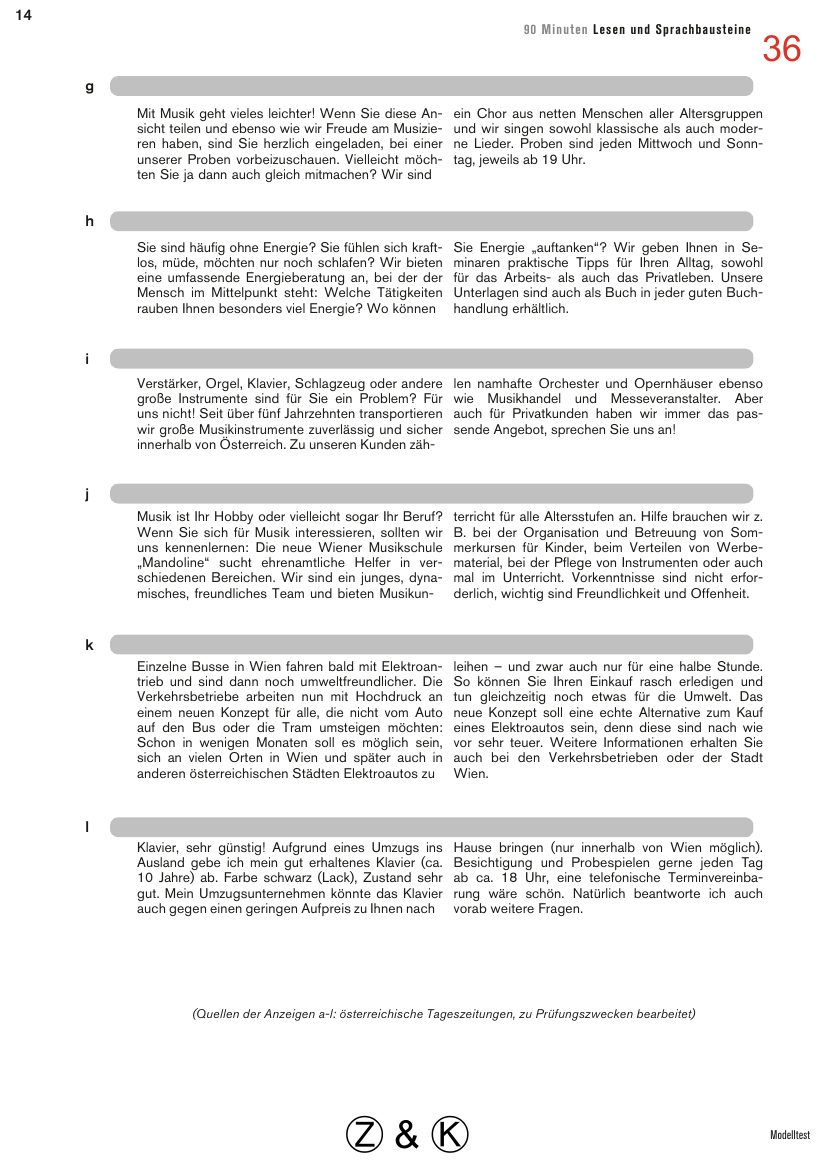 14
90 Minuten Lesen und Sprachbausteine
36
g
Mit Musik geht vieles leichter! Wenn Sie diese An-
sicht teilen und ebenso wie wir Freude am Musizie-
ren haben, sind Sie herzlich eingeladen, bei einer
unserer Proben vorbeizuschauen. Vielleicht möch-
ten Sie ja dann auch gleich mitmachen? Wir sind
ein Chor aus netten Menschen aller Altersgruppen
und wir singen sowohl klassische als auch moder-
ne Lieder. Proben sind jeden Mittwoch und Sonn-
tag, jeweils ab 19 Uhr.
h
Sie sind häufig ohne Energie? Sie fühlen sich kraft-
los, müde, möchten nur noch schlafen? Wir bieten
eine umfassende Energieberatung an, bei der der
Mensch im Mittelpunkt steht: Welche Tätigkeiten
rauben Ihnen besonders viel Energie? Wo können
Sie Energie „auftanken“? Wir geben Ihnen in Se-
minaren praktische Tipps für Ihren Alltag, sowohl
für das Arbeits- als auch das Privatleben. Unsere
Unterlagen sind auch als Buch in jeder guten Buch-
handlung erhältlich.
i
Verstärker, Orgel, Klavier, Schlagzeug oder andere
große Instrumente sind für Sie ein Problem? Für
uns nicht! Seit über fünf Jahrzehnten transportieren
wir große Musikinstrumente zuverlässig und sicher
innerhalb von Österreich. Zu unseren Kunden zäh-
len namhafte Orchester und Opernhäuser ebenso
wie Musikhandel und Messeveranstalter. Aber
auch für Privatkunden haben wir immer das pas-
sende Angebot, sprechen Sie uns an!
j
Musik ist Ihr Hobby oder vielleicht sogar Ihr Beruf?
Wenn Sie sich für Musik interessieren, sollten wir
uns kennenlernen: Die neue Wiener Musikschule
„Mandoline“ sucht ehrenamtliche Helfer in ver-
schiedenen Bereichen. Wir sind ein junges, dyna-
misches, freundliches Team und bieten Musikun-
terricht für alle Altersstufen an. Hilfe brauchen wir z.
B. bei der Organisation und Betreuung von Som-
merkursen für Kinder, beim Verteilen von Werbe-
material, bei der Pflege von Instrumenten oder auch
mal im Unterricht. Vorkenntnisse sind nicht erfor-
derlich, wichtig sind Freundlichkeit und Offenheit.
k
Einzelne Busse in Wien fahren bald mit Elektroan-
trieb und sind dann noch umweltfreundlicher. Die
Verkehrsbetriebe arbeiten nun mit Hochdruck an
einem neuen Konzept für alle, die nicht vom Auto
auf den Bus oder die Tram umsteigen möchten:
Schon in wenigen Monaten soll es möglich sein,
sich an vielen Orten in Wien und später auch in
anderen österreichischen Städten Elektroautos zu
leihen – und zwar auch nur für eine halbe Stunde.
So können Sie Ihren Einkauf rasch erledigen und
tun gleichzeitig noch etwas für die Umwelt. Das
neue Konzept soll eine echte Alternative zum Kauf
eines Elektroautos sein, denn diese sind nach wie
vor sehr teuer. Weitere Informationen erhalten Sie
auch bei den Verkehrsbetrieben oder der Stadt
Wien.
l
Klavier, sehr günstig! Aufgrund eines Umzugs ins
Ausland gebe ich mein gut erhaltenes Klavier (ca.
10 Jahre) ab. Farbe schwarz (Lack), Zustand sehr
gut. Mein Umzugsunternehmen könnte das Klavier
auch gegen einen geringen Aufpreis zu Ihnen nach
Hause bringen (nur innerhalb von Wien möglich).
Besichtigung und Probespielen gerne jeden Tag
ab ca. 18 Uhr, eine telefonische Terminvereinba-
rung wäre schön. Natürlich beantworte ich auch
vorab weitere Fragen.
(Quellen der Anzeigen a-l: österreichische Tageszeitungen, zu Prüfungszwecken bearbeitet)
Z & K
Modelltest